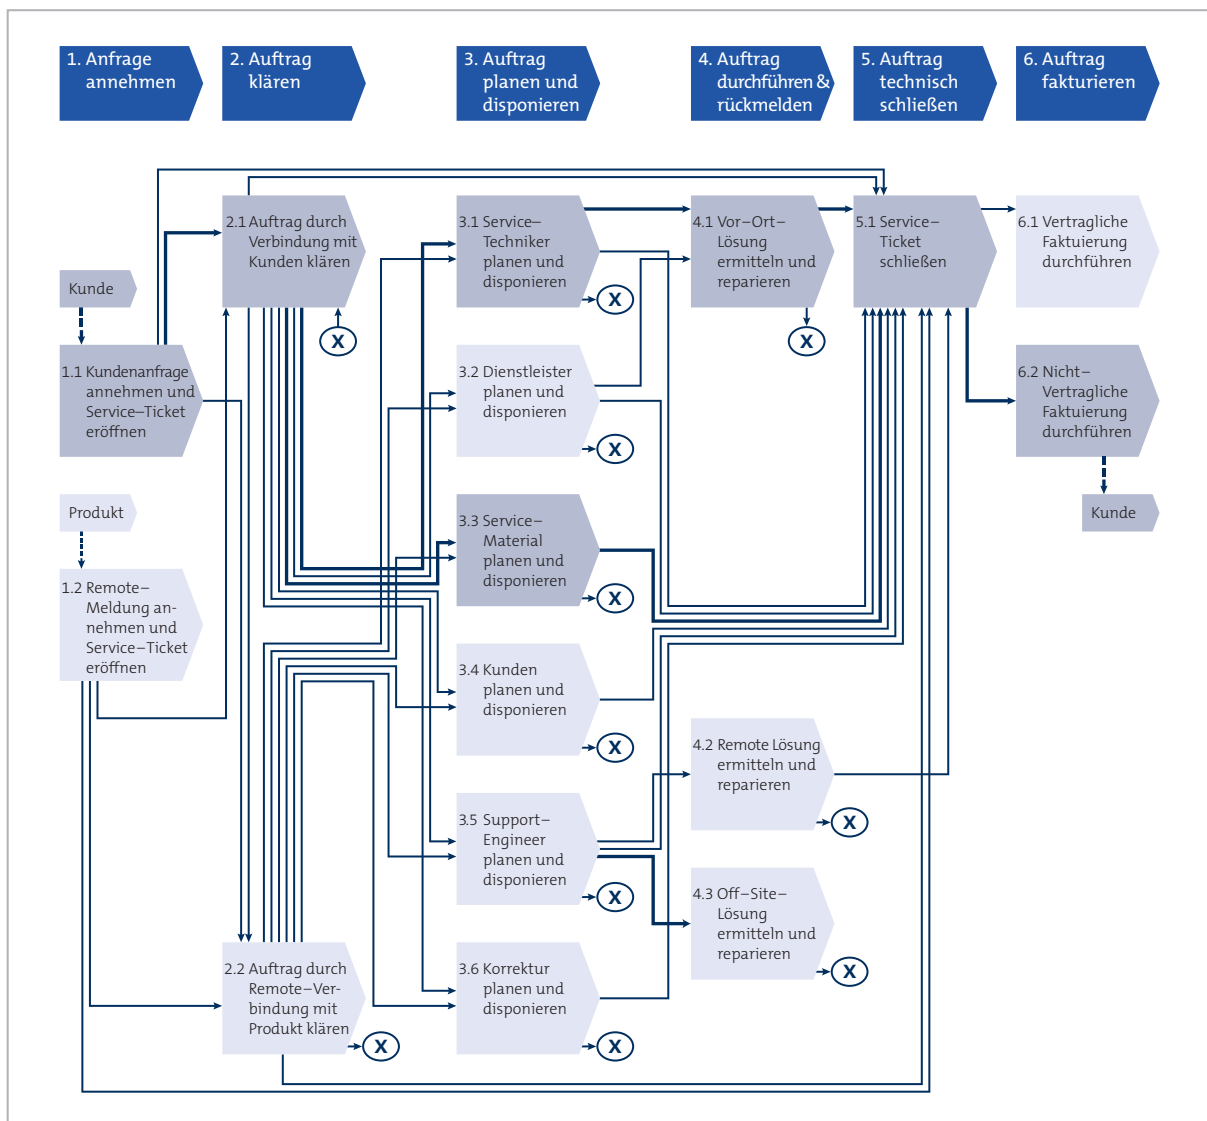 1. Anfrage
annehmen
2. Auftrag
klären
3. Auftrag
planen und
disponieren
4. Auftrag
durchführen &
rückmelden
5. Auftrag
technisch
schließen
6. Auftrag
fakturieren
Kunde
1.1 Kundenanfrage
annehmen und
Service–Ticket
eröffnen
Produkt
1.2 Remote–
Meldung an-
nehmen und
Service–Ticket
eröffnen
2.1 Auftrag durch
Verbindung mit
Kunden klären
X
2.2 Auftrag durch
Remote–Ver-
bindung mit
Produkt klären
X
3.1 Service–
Techniker
planen und
disponieren
X
3.2 Dienstleister
planen und
disponieren
X
3.3 Service–
Material
planen und
disponieren
X
3.4 Kunden
planen und
disponieren
X
3.5 Support–
Engineer
planen und
disponieren
X
3.6 Korrektur
planen und
disponieren
X
4.1 Vor–Ort–
Lösung
ermitteln und
reparieren
X
4.2 Remote Lösung
ermitteln und
reparieren
X
4.3 Off–Site–
Lösung
ermitteln und
reparieren
X
5.1 Service–
Ticket
schließen
6.1 Vertragliche
Faktuierung
durchführen
6.2 Nicht–
Vertragliche
Faktuierung
durchführen
Kunde